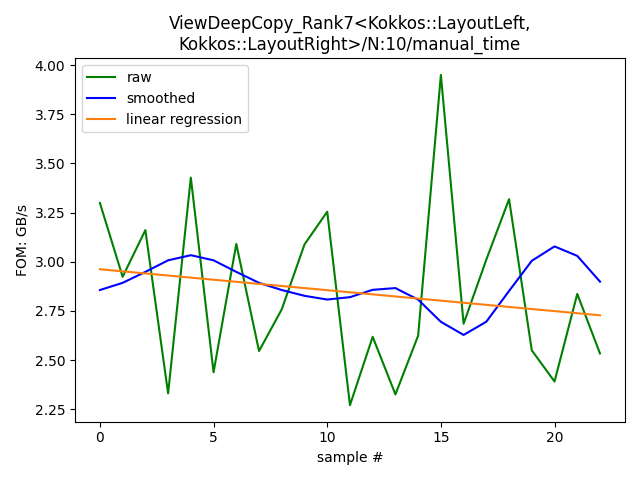 ViewDeepCopy_Rank7<Kokkos::LayoutLeft,
Kokkos::LayoutRight>/N:10/manual_time
raw
smoothed
linear regression
FOM: GB/s
4.00
3.75
3.50
3.25
3.00
2.75
2.50
2.25
0
5
10
15
20
sample #